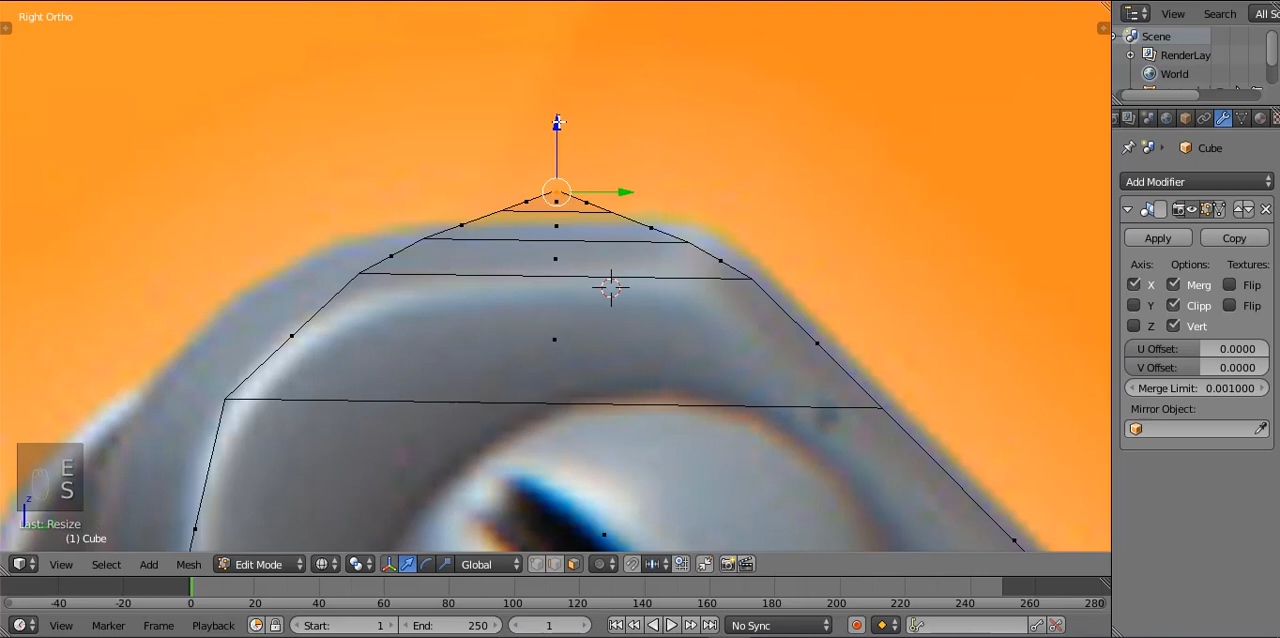 Right Ortho
View Search All Sc
Scene
RenderLay
World
Cube
Add Modifier
Apply Copy
Axis: Options: Textures:
X Merg Flip
Y Clipp Flip
Z Vert
U Offset: 0.0000
V Offset: 0.0000
Merge Limit: 0.001000
Mirror Object:
E
S
z
Last: Resize
(1) Cube
View Select Add Mesh Edit Mode Global
-40 -20 0 20 40 60 80 100 120 140 160 180 200 220 240 260 280
View Marker Frame Playback Start: 1 End: 250 1 No Sync